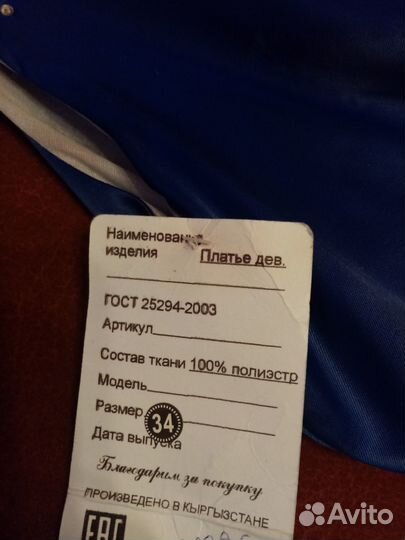 Наименование
изделия Платье дев.
ГОСТ 25294-2003
Артикул
Состав ткани 100% полиэстр
Модель
Размер 34
Дата выпуска
Благодарим за покупку
ПРОИЗВЕДЕНО В КЫРГЫЗСТАНЕ
EAC
Avito